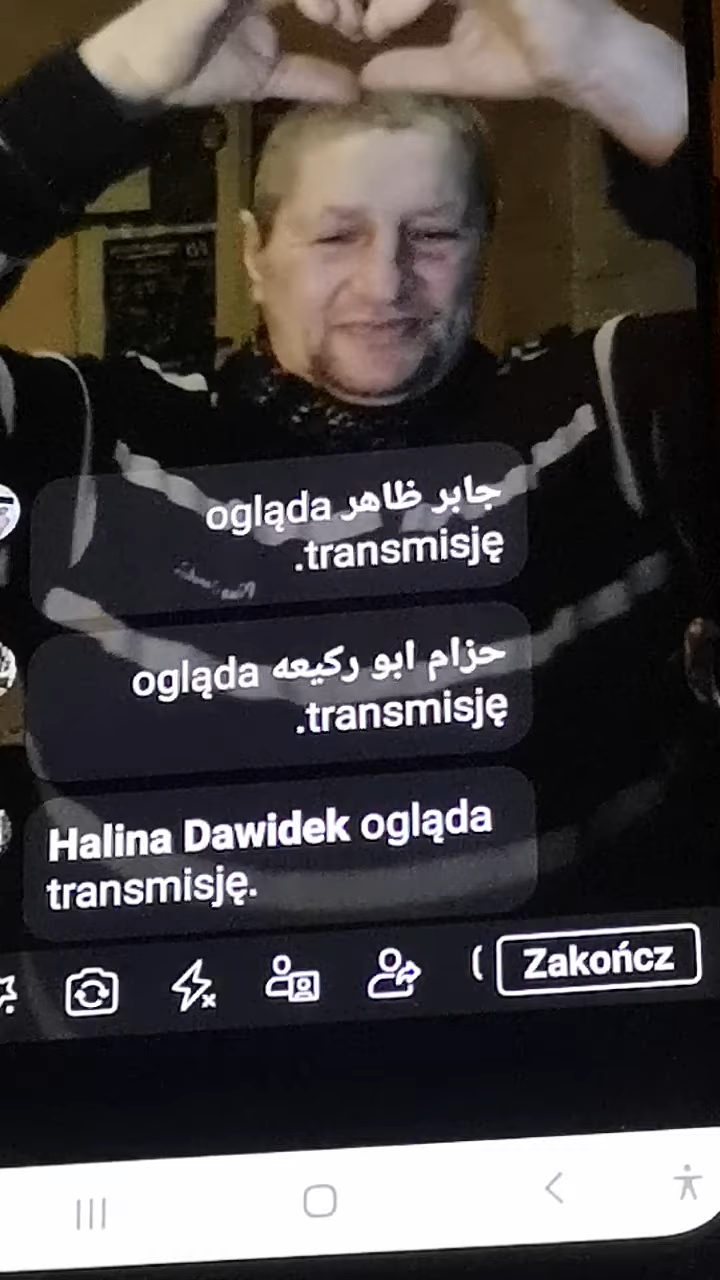 جابر ظاهر ogląda
transmisję.
حزام ابو ركيعه ogląda
transmisję.
Halina Dawidek ogląda
transmisję.
Zakończ